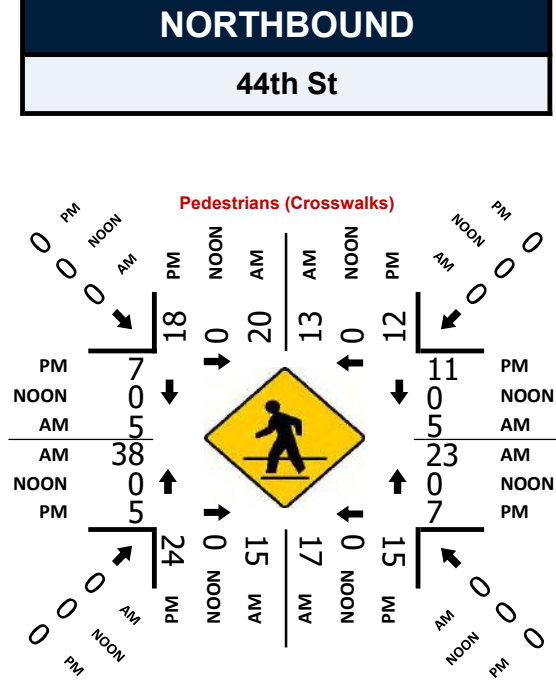 NORTHBOUND
44th St
Pedestrians (Crosswalks)
PM NOON AM
PM NOON AM AM NOON PM
PM NOON AM
0 0 0
18 0 20 13 0 12
0 0 0
PM 7 11 PM
NOON 0 0 NOON
AM 5 5 AM
AM 38 23 AM
NOON 0 0 NOON
PM 5 7 PM
24 0 15 17 0 15
0 0 0
0 0 0
PM NOON AM AM NOON PM
AM NOON PM
AM NOON PM